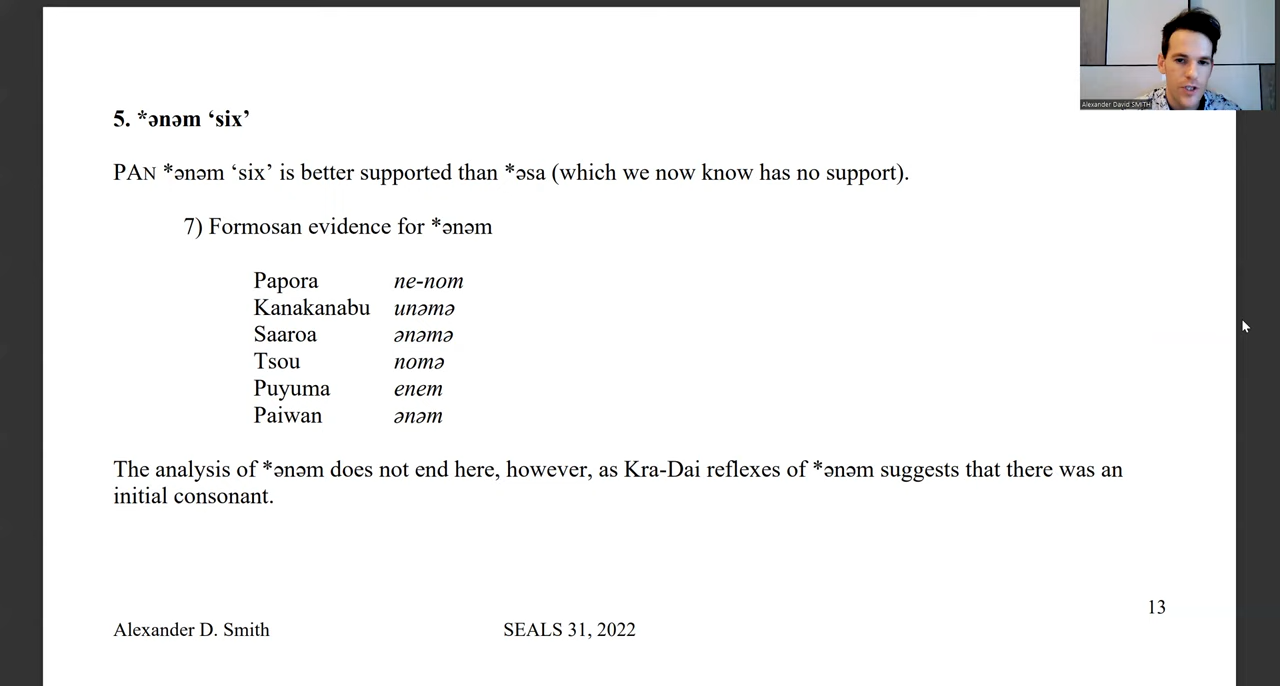 Alexander David SMITH
5. *ənəm ‘six’
PAN *ənəm ‘six’ is better supported than *əsa (which we now know has no support).
7) Formosan evidence for *ənəm
Papora ne-nom
Kanakanabu unəmə
Saaroa ənəmə
Tsou nomə
Puyuma enem
Paiwan ənəm
The analysis of *ənəm does not end here, however, as Kra-Dai reflexes of *ənəm suggests that there was an
initial consonant.
13
Alexander D. Smith SEALS 31, 2022